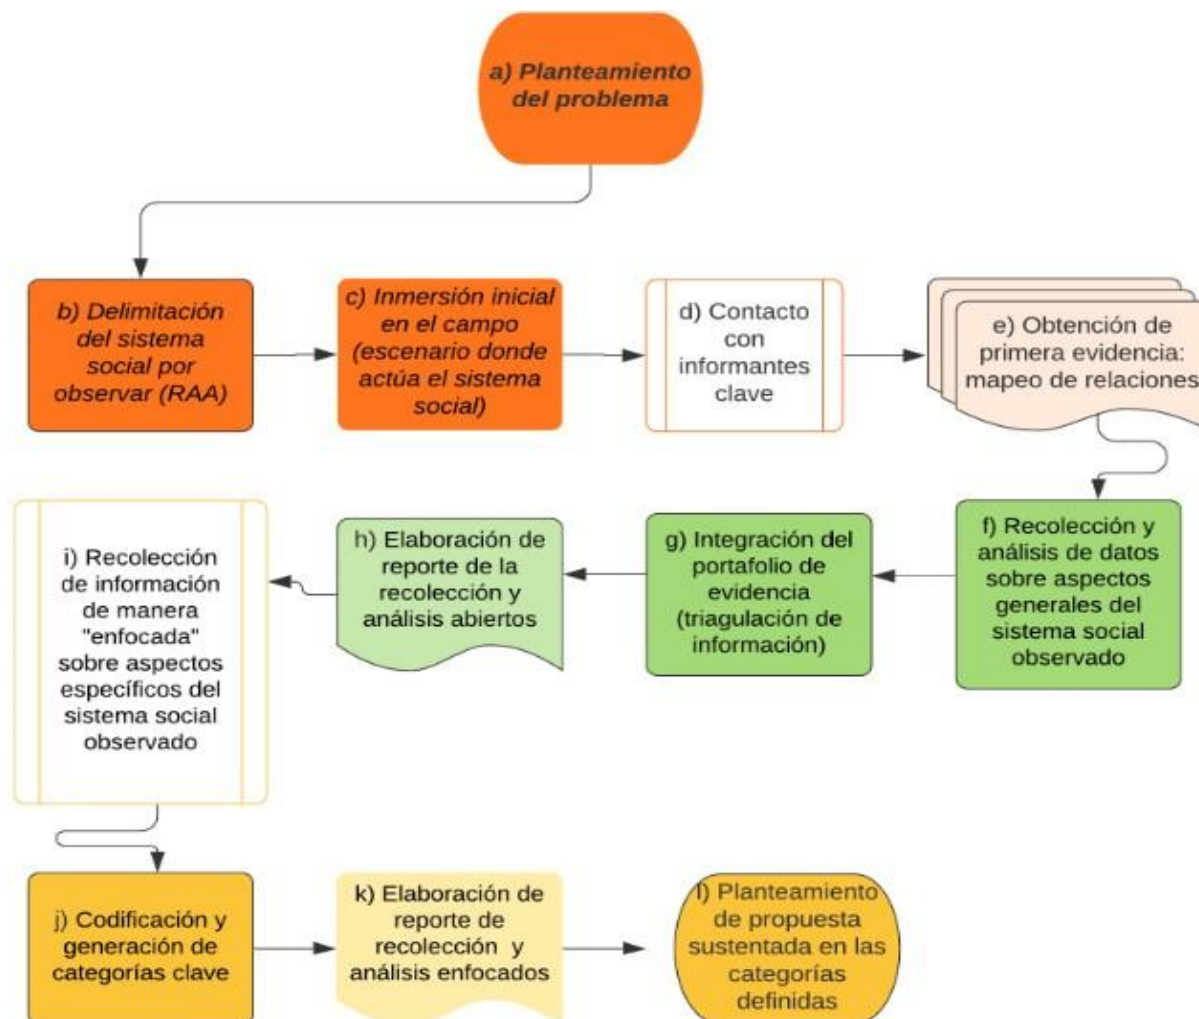 a) Planteamiento
del problema
b) Delimitación
del sistema
social por
observar (RAA)
c) Inmersión inicial
en el campo
(escenario donde
actúa el sistema
social)
d) Contacto
con
informantes
clave
e) Obtención de
primera evidencia:
mapeo de relaciones
f) Recolección y
análisis de datos
sobre aspectos
generales del
sistema social
observado
g) Integración del
portafolio de
evidencia
(triagulación de
información)
h) Elaboración de
reporte de la
recolección y
análisis abiertos
i) Recolección
de información
de manera
"enfocada"
sobre aspectos
específicos del
sistema social
observado
j) Codificación y
generación de
categorías clave
k) Elaboración de
reporte de
recolección y
análisis enfocados
l) Planteamiento
de propuesta
sustentada en las
categorías
definidas